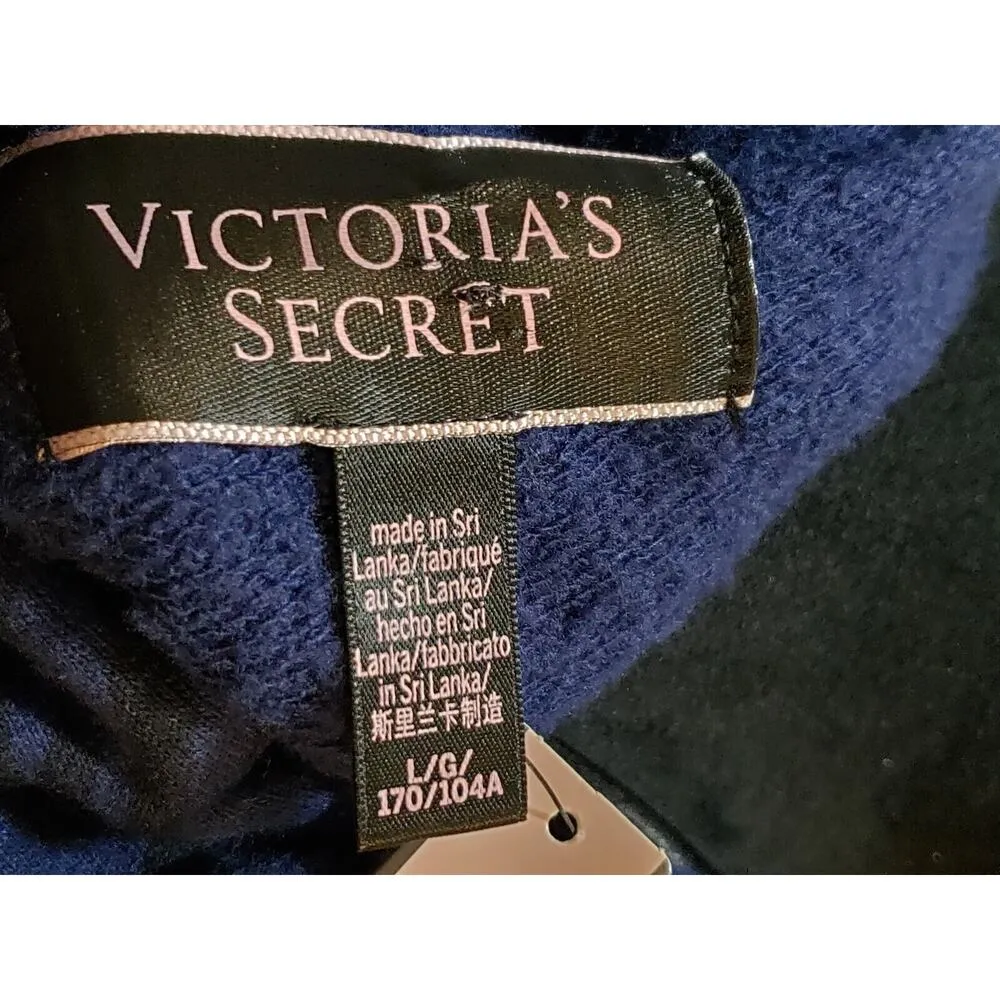 VICTORIA'S
SECRET
made in Sri
Lanka/fabriqué
au Sri Lanka/
hecho en Sri
Lanka/fabbricato
in Sri Lanka/
斯里兰卡制造
L/G/
170/104A